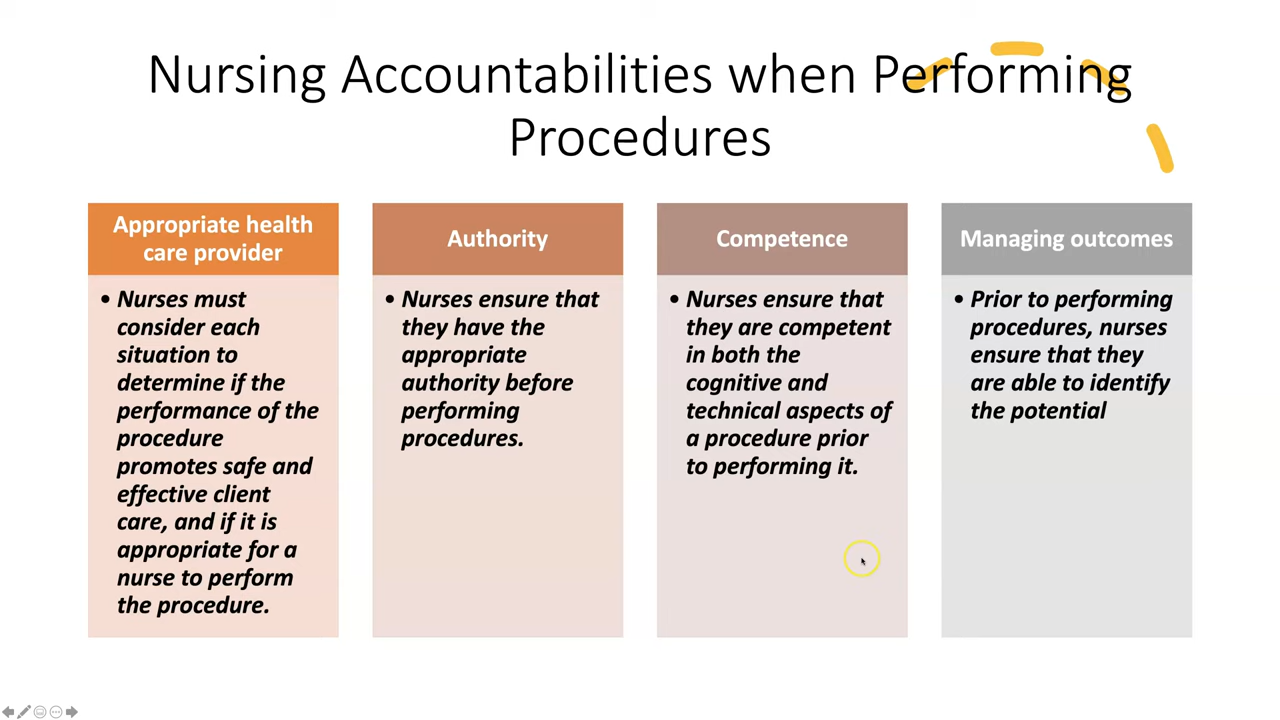 Nursing Accountabilities when Performing
Procedures
Appropriate health
care provider
• Nurses must
consider each
situation to
determine if the
performance of the
procedure
promotes safe and
effective client
care, and if it is
appropriate for a
nurse to perform
the procedure.
Authority
• Nurses ensure that
they have the
appropriate
authority before
performing
procedures.
Competence
• Nurses ensure that
they are competent
in both the
cognitive and
technical aspects of
a procedure prior
to performing it.
Managing outcomes
• Prior to performing
procedures, nurses
ensure that they
are able to identify
the potential